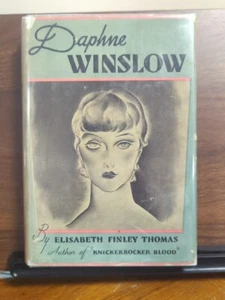 Daphne
WINSLOW
By ELISABETH FINLEY THOMAS
Author of "KNICKERBOCKER BLOOD"